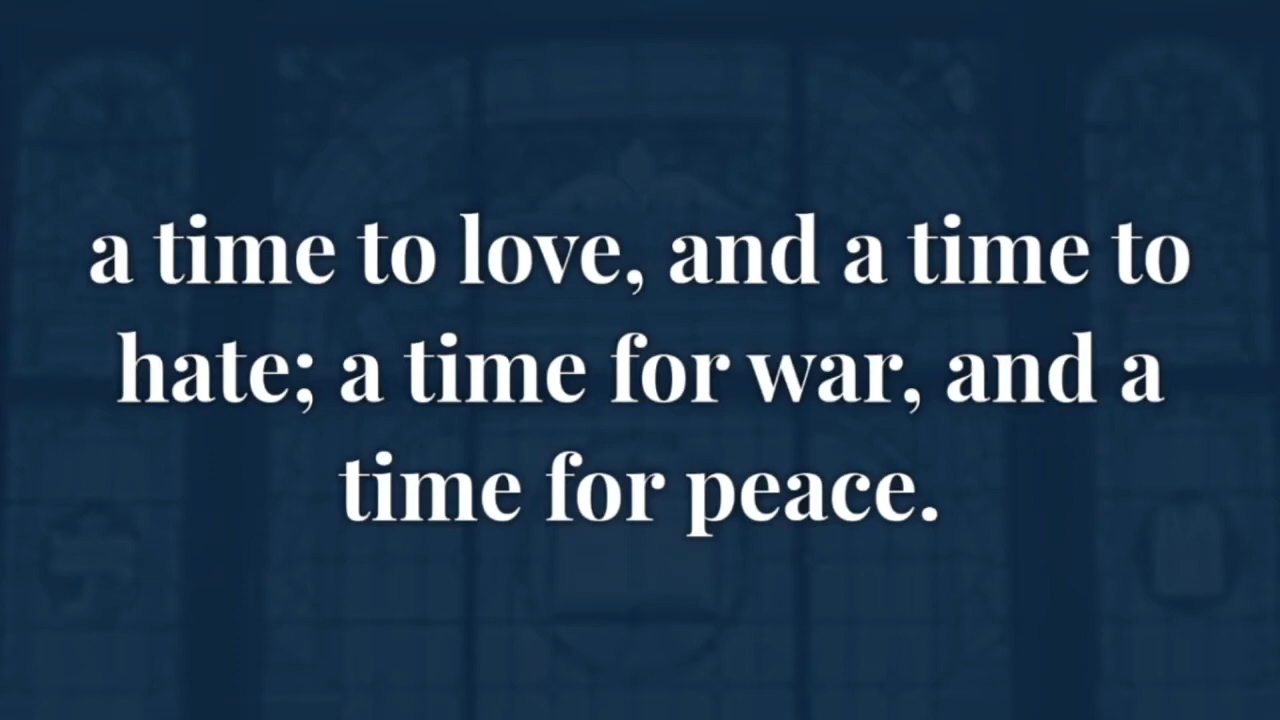 a time to love, and a time to
hate; a time for war, and a
time for peace.